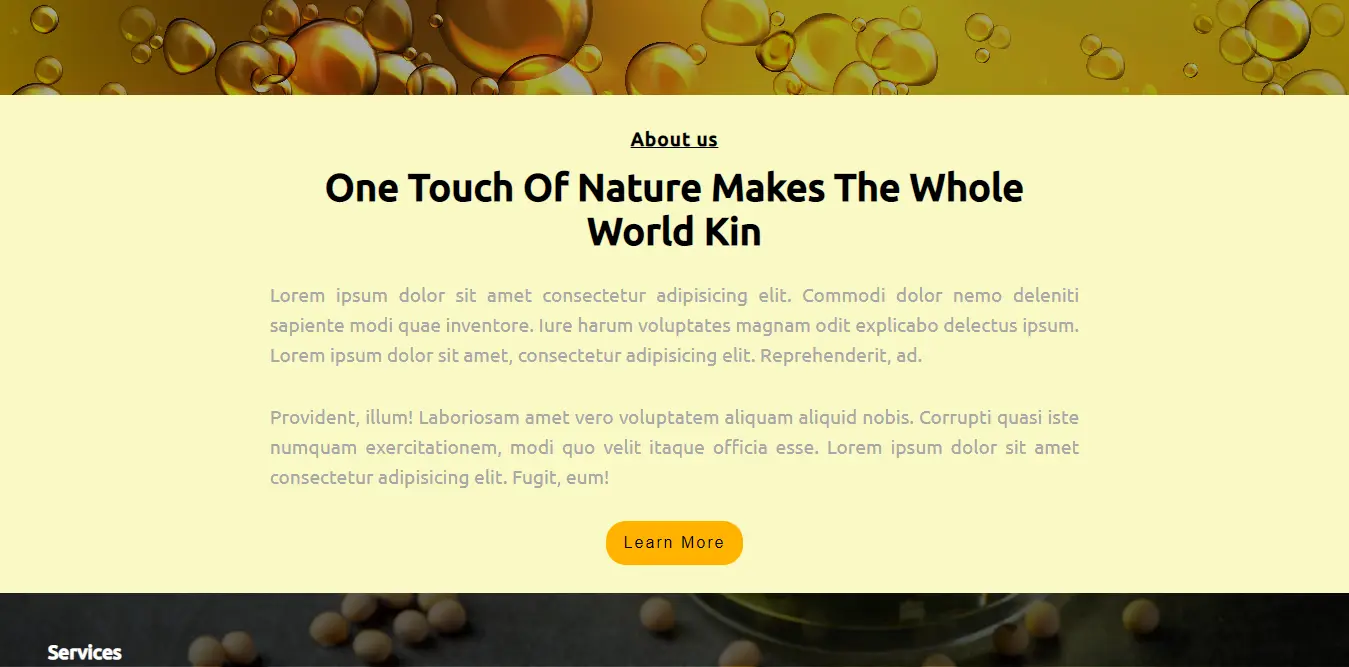 About us
One Touch Of Nature Makes The Whole
World Kin
Lorem ipsum dolor sit amet consectetur adipisicing elit. Commodi dolor nemo deleniti
sapiente modi quae inventore. Iure harum voluptates magnam odit explicabo delectus ipsum.
Lorem ipsum dolor sit amet, consectetur adipisicing elit. Reprehenderit, ad.
Provident, illum! Laboriosam amet vero voluptatem aliquam aliquid nobis. Corrupti quasi iste
numquam exercitationem, modi quo velit itaque officia esse. Lorem ipsum dolor sit amet
consectetur adipisicing elit. Fugit, eum!
Learn More
Services